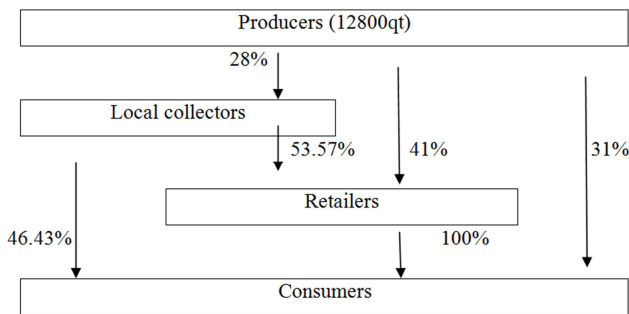 Producers (12800qt)
28%
Local collectors
53.57%
41%
31%
Retailers
46.43%
100%
Consumers